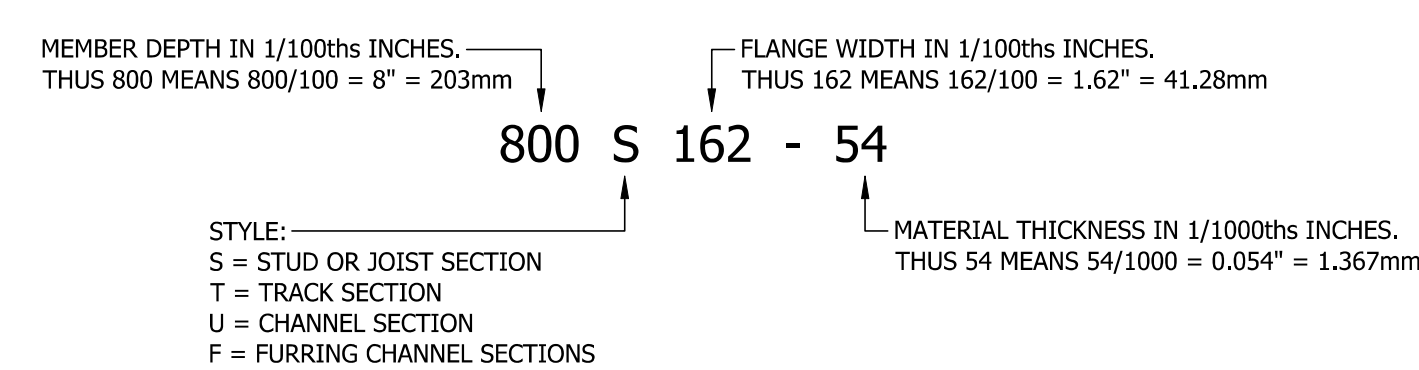 MEMBER DEPTH IN 1/100ths INCHES.
THUS 800 MEANS 800/100 = 8" = 203mm
FLANGE WIDTH IN 1/100ths INCHES.
THUS 162 MEANS 162/100 = 1.62" = 41.28mm
800 S 162 - 54
STYLE:
S = STUD OR JOIST SECTION
T = TRACK SECTION
U = CHANNEL SECTION
F = FURRING CHANNEL SECTIONS
MATERIAL THICKNESS IN 1/1000ths INCHES.
THUS 54 MEANS 54/1000 = 0.054" = 1.367mm